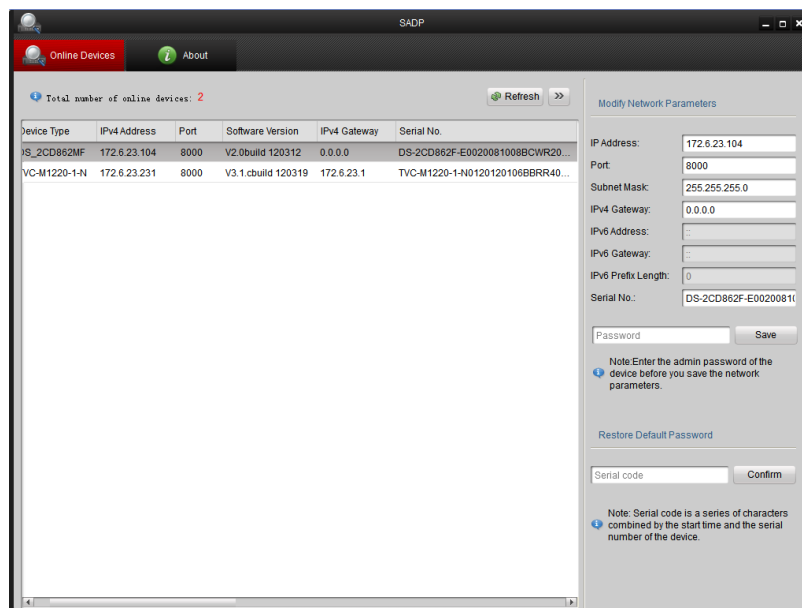 SADP
Online Devices
About
Total number of online devices: 2
Refresh
Device Type IPv4 Address Port Software Version IPv4 Gateway Serial No.
DS_2CD862MF 172.6.23.104 8000 V2.0build 120312 0.0.0.0 DS-2CD862F-E0020081008BCWR20...
TVC-M1220-1-N 172.6.23.231 8000 V3.1.cbuild 120319 172.6.23.1 TVC-M1220-1-N0120120106BBRR40...
Modify Network Parameters
IP Address: 172.6.23.104
Port: 8000
Subnet Mask: 255.255.255.0
IPv4 Gateway: 0.0.0.0
IPv6 Address: ::
IPv6 Gateway: ::
IPv6 Prefix Length: 0
Serial No.: DS-2CD862F-E00200810
Password Save
Note:Enter the admin password of the
device before you save the network
parameters.
Restore Default Password
Serial code Confirm
Note: Serial code is a series of characters
combined by the start time and the serial
number of the device.